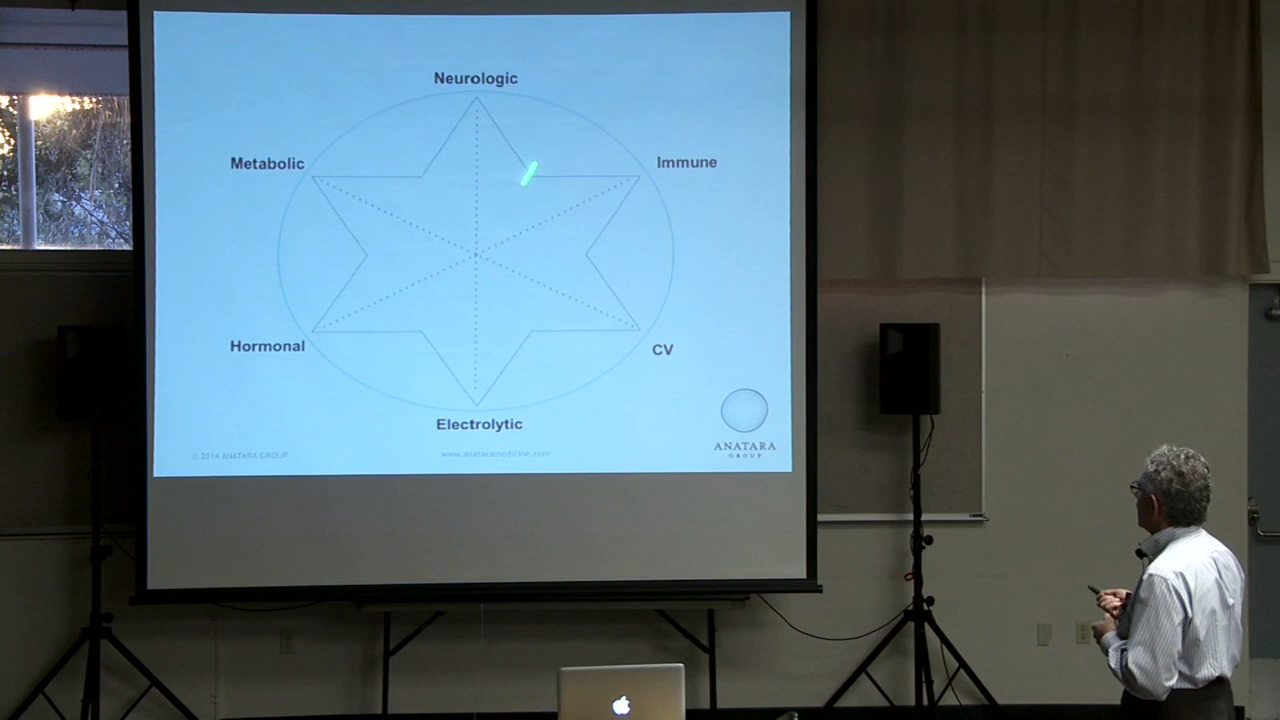 Neurologic
Metabolic
Immune
Hormonal
CV
Electrolytic
© 2014 ANATARA GROUP
www.anataramedicine.com
ANATARA
GROUP